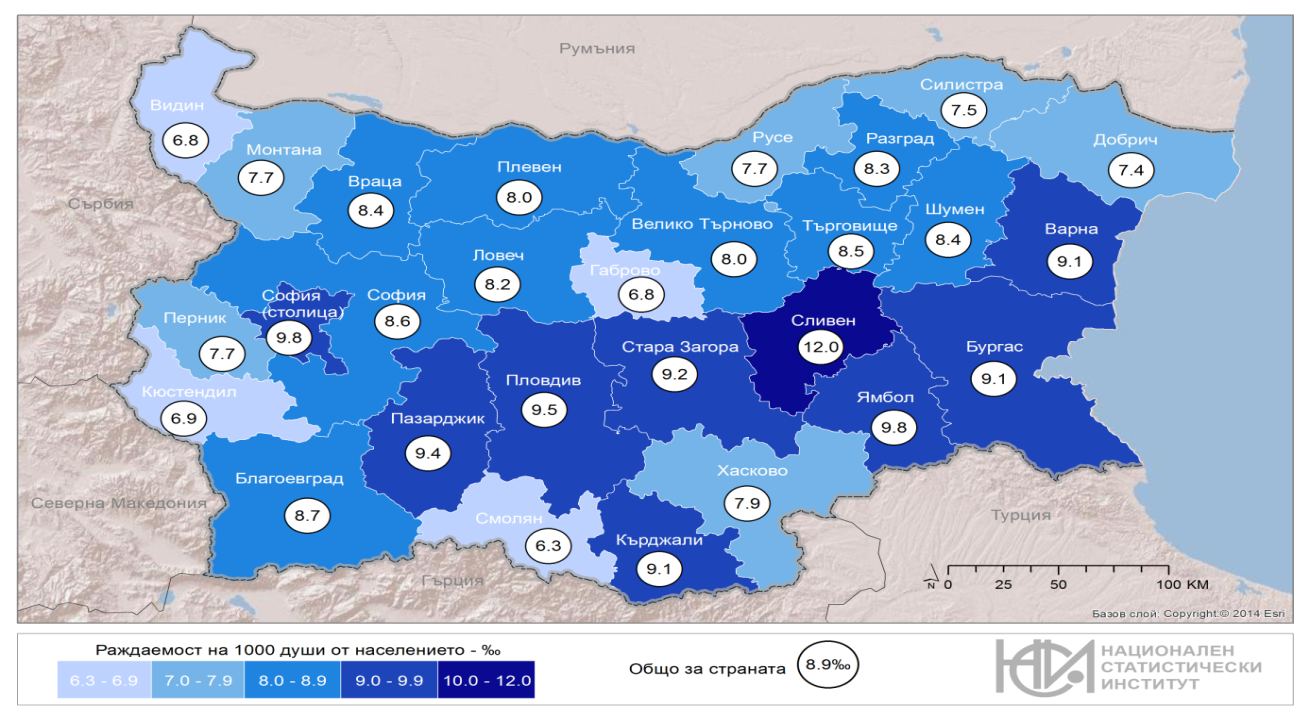 Румъния
Силистра
7.5
Видин
6.8
Русе
7.7
Разград
8.3
Добрич
7.4
Монтана
7.7
Плевен
8.0
Враца
8.4
Сърбия
Шумен
8.4
Велико Търново
8.0
Търговище
8.5
Варна
9.1
Ловеч
8.2
Габрово
6.8
София
(столица)
9.8
София
8.6
Перник
7.7
Сливен
12.0
Стара Загора
9.2
Бургас
9.1
Пловдив
9.5
Кюстендил
6.9
Ямбол
9.8
Пазарджик
9.4
Хасково
7.9
Благоевград
8.7
Северна Македония
Смолян
6.3
Турция
Кърджали
9.1
Гърция
N
0 25 50 100 KM
Базов слой: Copyright:© 2014 Esri
Раждаемост на 1000 души от населението - ‰
6.3 - 6.9 7.0 - 7.9 8.0 - 8.9 9.0 - 9.9 10.0 - 12.0
Общо за страната 8.9‰
НСИ
НАЦИОНАЛЕН
СТАТИСТИЧЕСКИ
ИНСТИТУТ